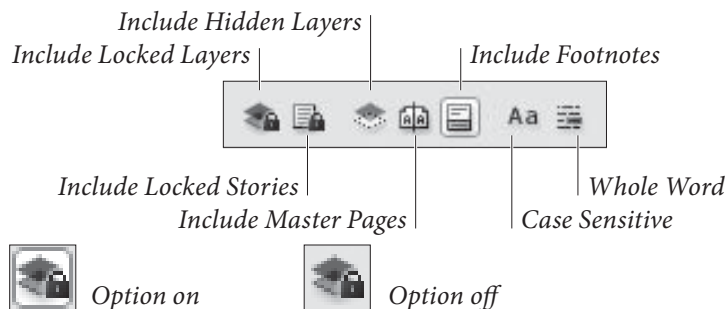 Include Hidden Layers
Include Locked Layers Include Footnotes
Aa
Include Locked Stories Whole Word
Include Master Pages Case Sensitive
Option on Option off